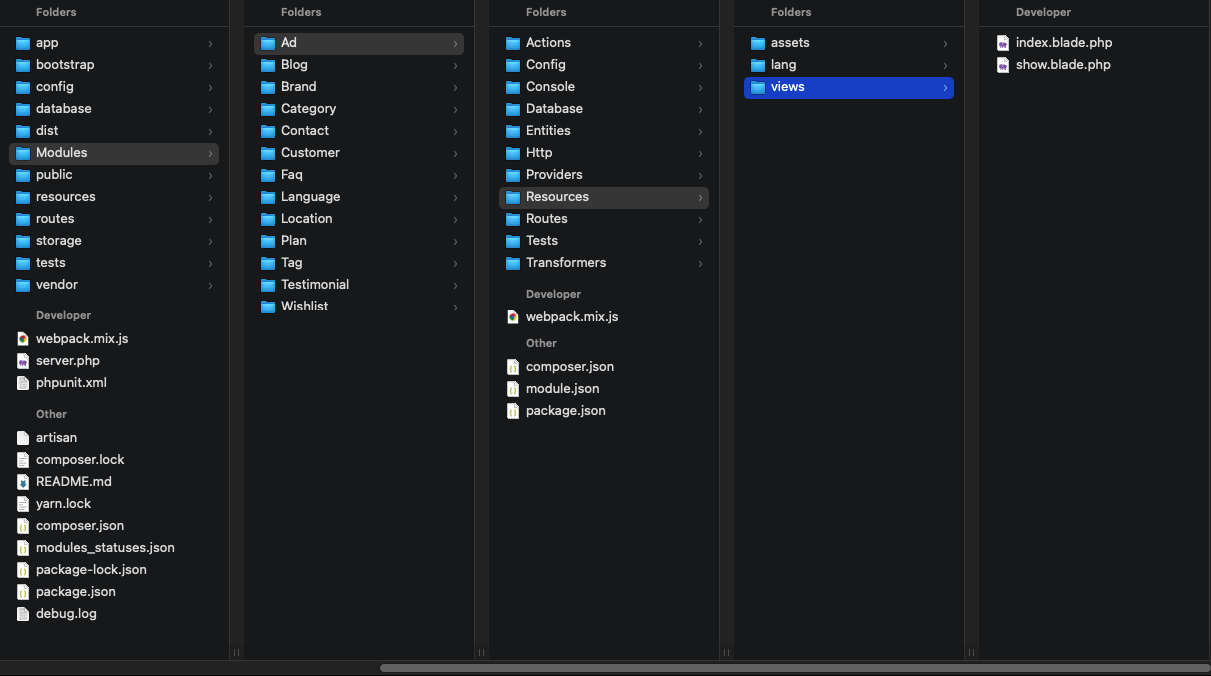 Folders
app
bootstrap
config
database
dist
Modules
public
resources
routes
storage
tests
vendor
Developer
webpack.mix.js
server.php
phpunit.xml
Other
artisan
composer.lock
README.md
yarn.lock
composer.json
modules_statuses.json
package-lock.json
package.json
debug.log
Folders
Ad
Blog
Brand
Category
Contact
Customer
Faq
Language
Location
Plan
Tag
Testimonial
Wishlist
Folders
Actions
Config
Console
Database
Entities
Http
Providers
Resources
Routes
Tests
Transformers
Developer
webpack.mix.js
Other
composer.json
module.json
package.json
Folders
assets
lang
views
Developer
index.blade.php
show.blade.php